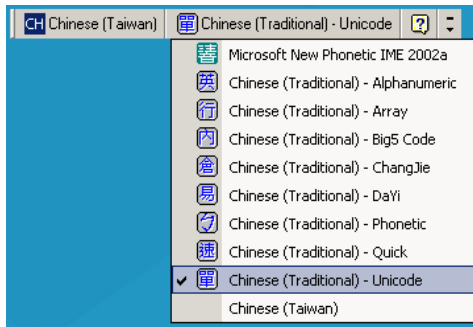 CH Chinese (Taiwan) 單 Chinese (Traditional) - Unicode ?
Microsoft New Phonetic IME 2002a
英 Chinese (Traditional) - Alphanumeric
行 Chinese (Traditional) - Array
內 Chinese (Traditional) - Big5 Code
倉 Chinese (Traditional) - ChangJie
易 Chinese (Traditional) - DaYi
ㄅ Chinese (Traditional) - Phonetic
速 Chinese (Traditional) - Quick
單 Chinese (Traditional) - Unicode
Chinese (Taiwan)